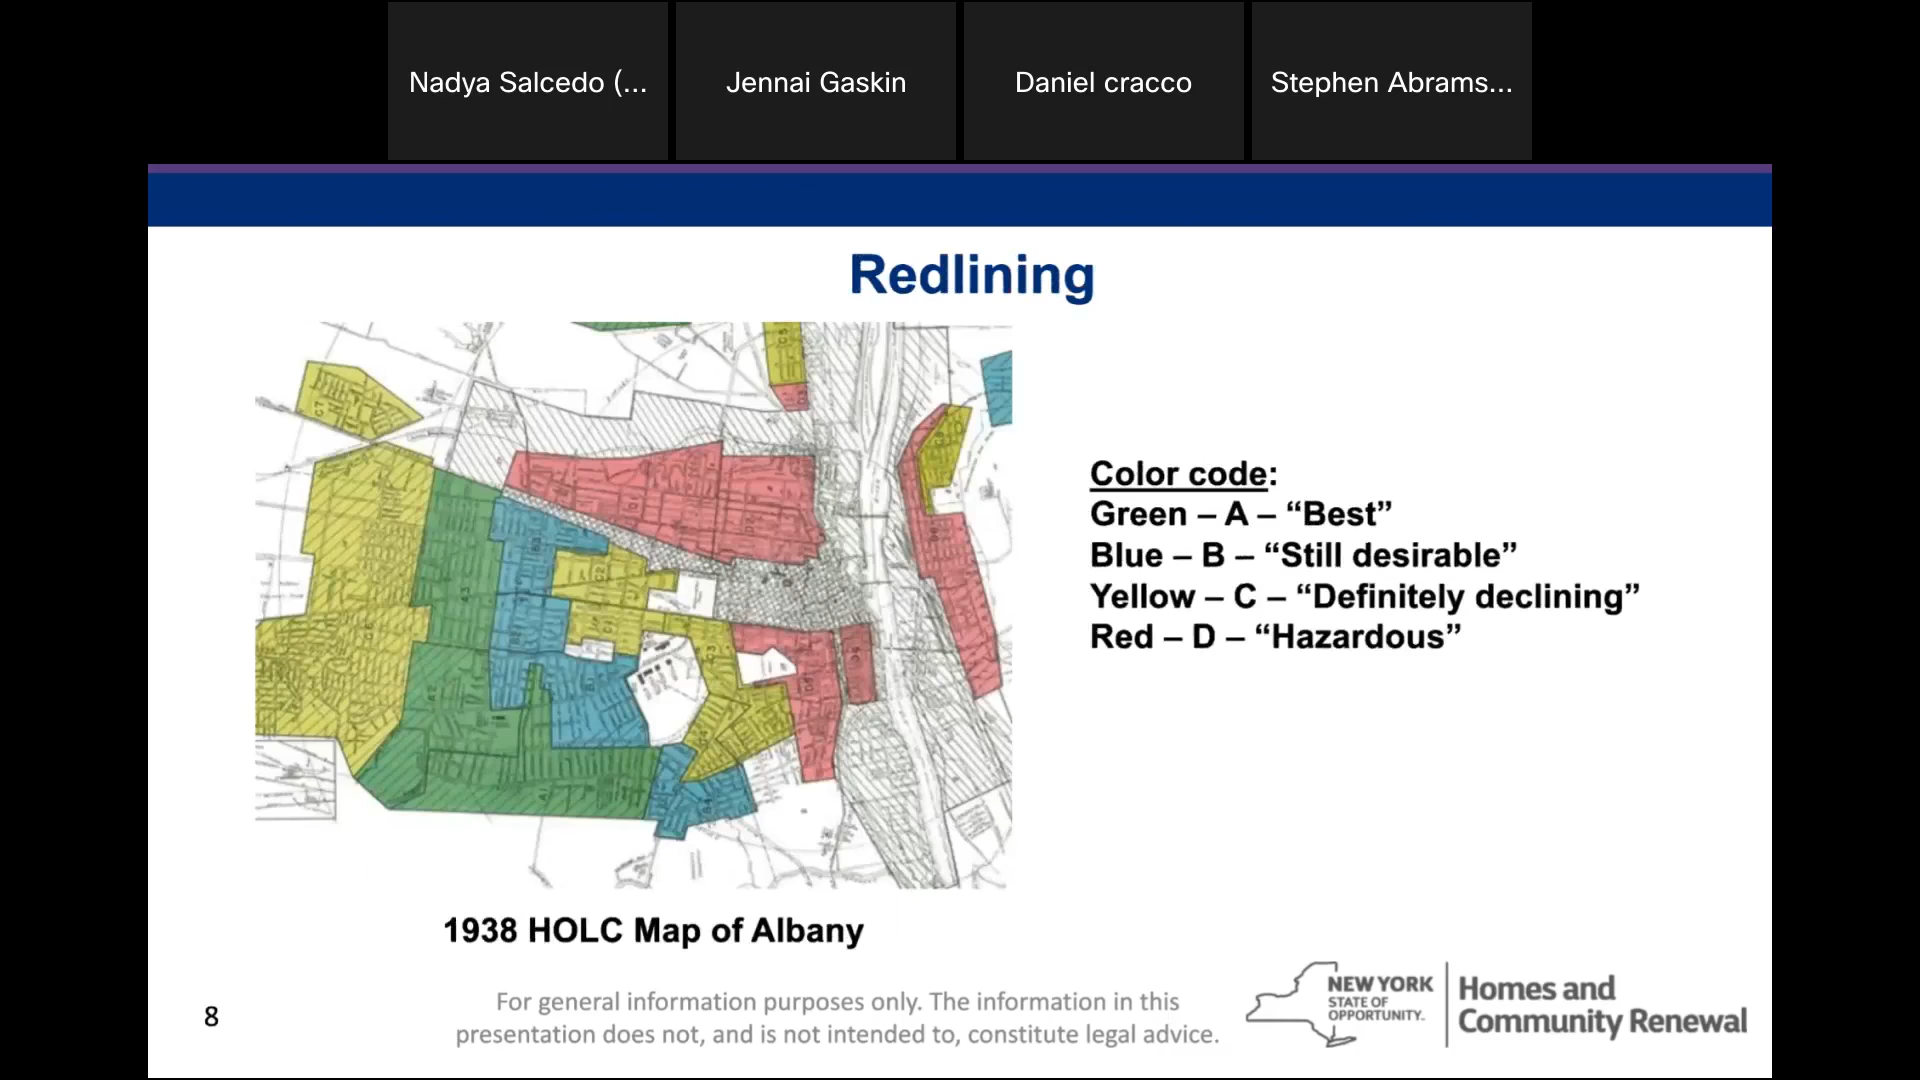 Nadya Salcedo (...
Jennai Gaskin
Daniel cracco
Stephen Abrams...
Redlining
Color code:
Green – A – “Best”
Blue – B – “Still desirable”
Yellow – C – “Definitely declining”
Red – D – “Hazardous”
1938 HOLC Map of Albany
8
For general information purposes only. The information in this
presentation does not, and is not intended to, constitute legal advice.
NEW YORK
STATE OF
OPPORTUNITY.
Homes and
Community Renewal